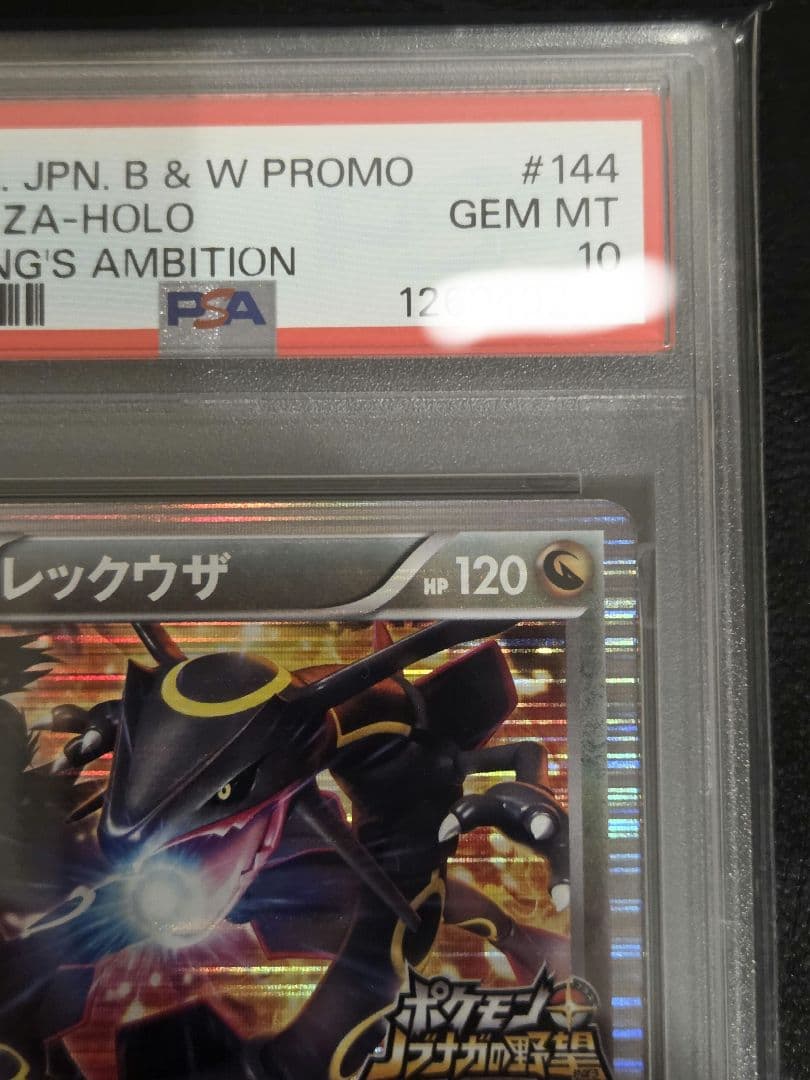 . JPN. B & W PROMO #144
ZA-HOLO GEM MT
NG'S AMBITION 10
PSA
レックウザ HP 120
ポケモン+
ノブナガの野望